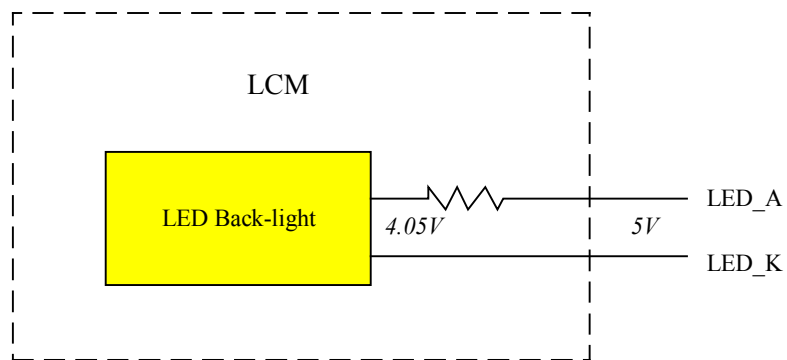 LCM
LED Back-light
LED_A
4.05V
5V
LED_K